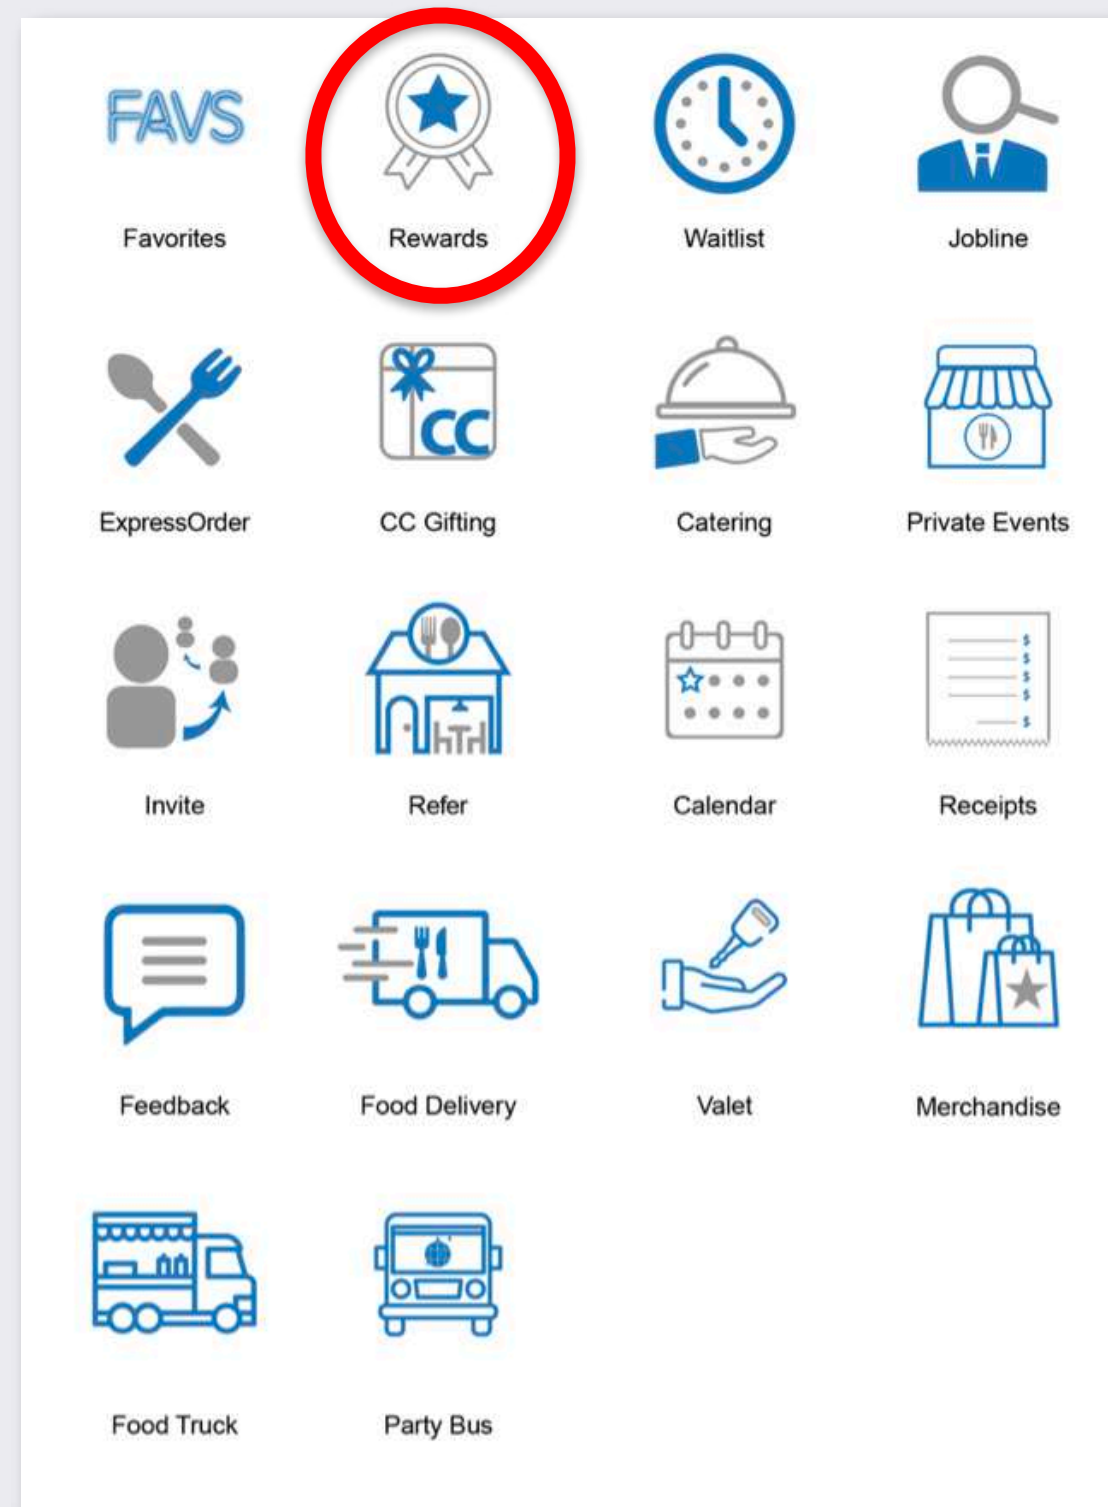 FAVS
Favorites
Rewards
Waitlist
Jobline
CC
ExpressOrder
CC Gifting
Catering
Private Events
$
$
$
$
$
Invite
Refer
Calendar
Receipts
Feedback
Food Delivery
Valet
Merchandise
Food Truck
Party Bus